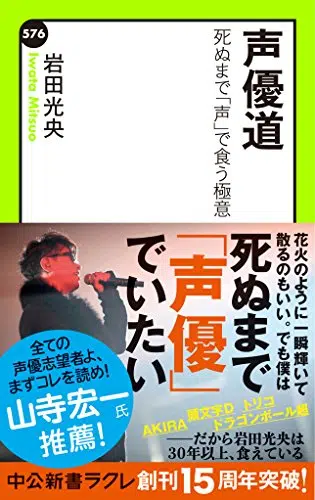 576
岩田光央
Iwata Mitsuo
声優道
死ぬまで「声」で食う極意
花火のように一瞬輝いて
散るのもいい。でも僕は
死ぬまで
「声優」
でいたい
全ての
声優志望者よ、
まずコレを読め!
山寺宏一氏
推薦!
AKIRA 頭文字D トリコ
ドラゴンボール超
──だから岩田光央は
30年以上、食えている
中公新書ラクレ 創刊15周年突破!